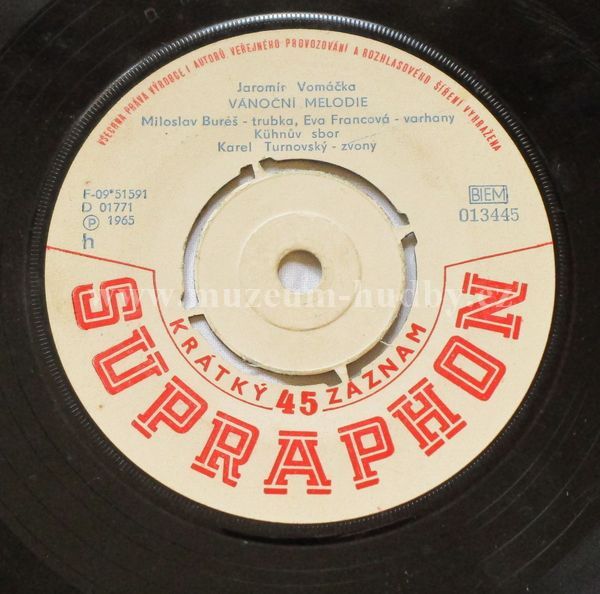 VŠECHNA PRÁVA VÝROBCE I AUTORŮ VEŘEJNÉHO PROVOZOVÁNÍ A ROZHLASOVÉHO ŠÍŘENÍ VYHRAŽENA
Jaromír Vomáčka
VÁNOČNÍ MELODIE
Miloslav Bureš - trubka, Eva Francová - varhany
Kühnův sbor
Karel Turnovský - zvony
F-09*51591
D 01771
Ⓟ 1965
h
BIEM
013445
www.muzeum-hudby.cz
KRÁTKÝ 45 ZÁZNAM
SUPRAPHON